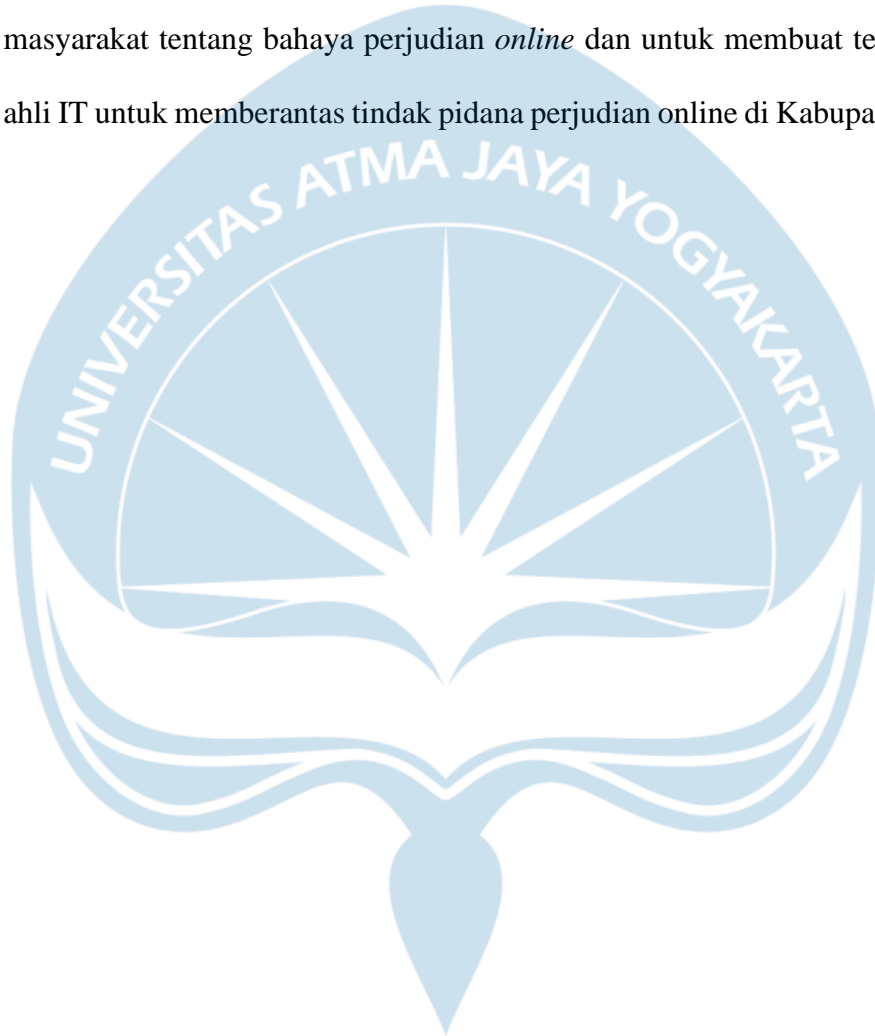 masyarakat tentang bahaya perjudian online dan untuk membuat te
ahli IT untuk memberantas tindak pidana perjudian online di Kabupa
UNIVERSITAS ATMA JAYA YOGYAKARTA